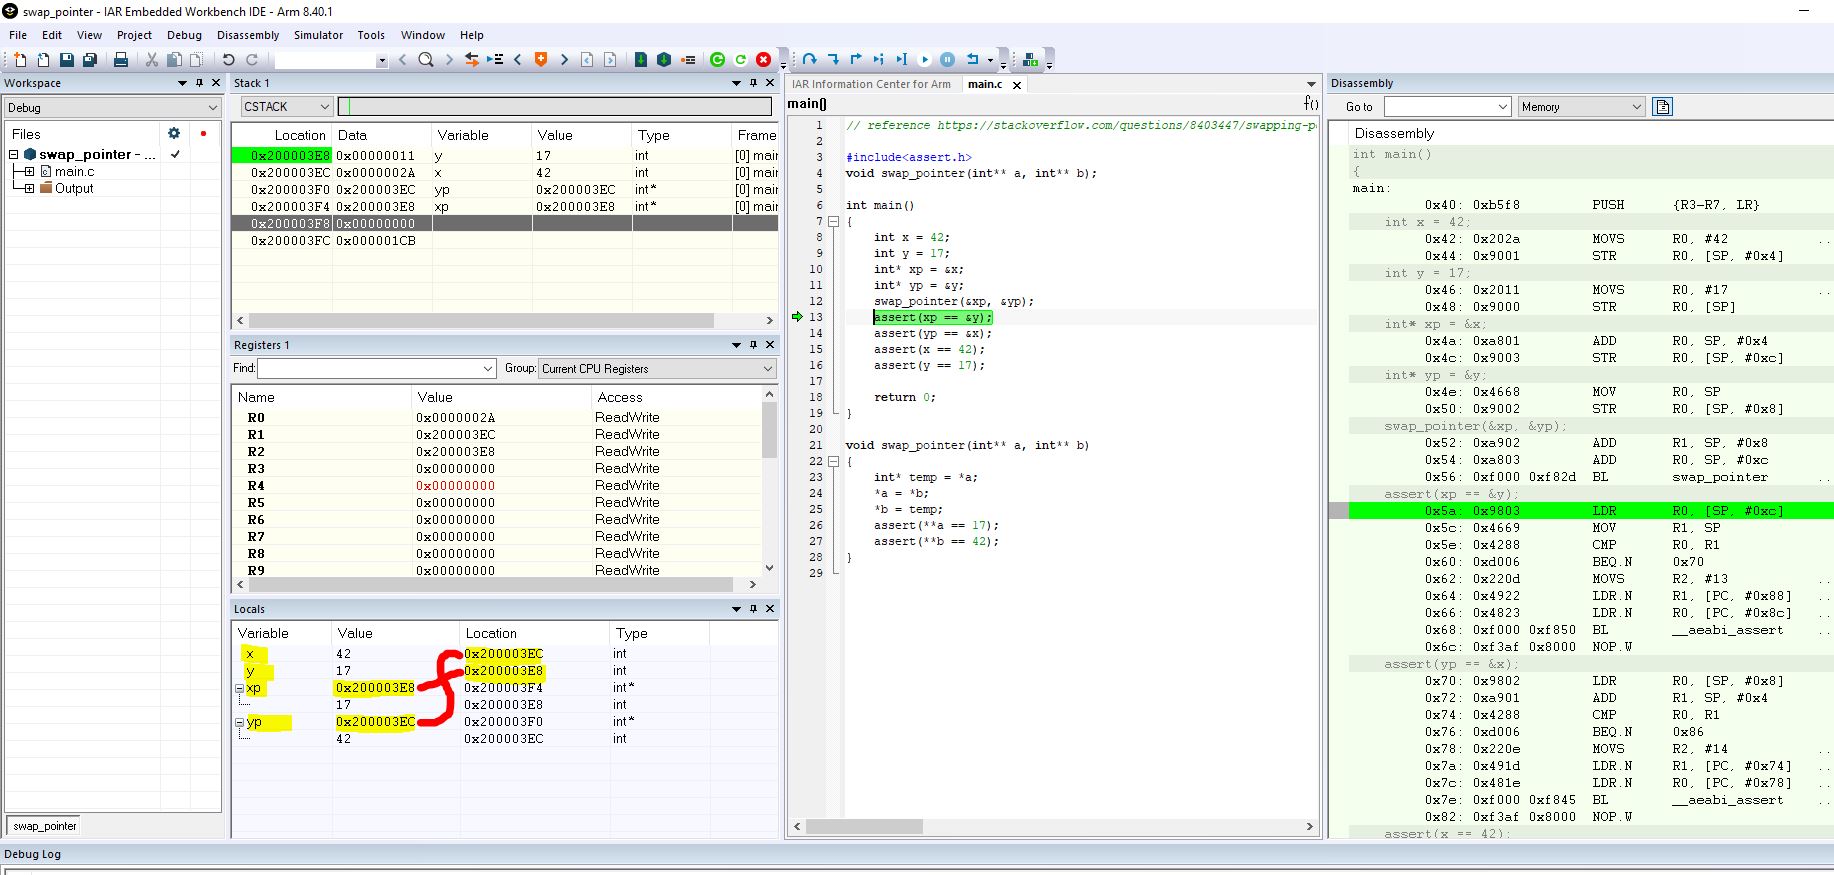 swap_pointer - IAR Embedded Workbench IDE - Arm 8.40.1
File Edit View Project Debug Disassembly Simulator Tools Window Help
Workspace
Debug
Files
swap_pointer - ...
main.c
Output
swap_pointer
Stack 1
CSTACK
Location Data Variable Value Type Frame
0x200003E8 0x00000011 y 17 int [0] mair
0x200003EC 0x0000002A x 42 int [0] mair
0x200003F0 0x200003EC yp 0x200003EC int* [0] mair
0x200003F4 0x200003E8 xp 0x200003E8 int* [0] mair
0x200003F8 0x00000000
0x200003FC 0x000001CB
Registers 1
Find: Group: Current CPU Registers
Name Value Access
R0 0x0000002A ReadWrite
R1 0x200003EC ReadWrite
R2 0x200003E8 ReadWrite
R3 0x00000000 ReadWrite
R4 0x00000000 ReadWrite
R5 0x00000000 ReadWrite
R6 0x00000000 ReadWrite
R7 0x00000000 ReadWrite
R8 0x00000000 ReadWrite
R9 0x00000000 ReadWrite
Locals
Variable Value Location Type
x 42 0x200003EC int
y 17 0x200003E8 int
xp 0x200003E8 0x200003F4 int*
17 0x200003E8 int
yp 0x200003EC 0x200003F0 int*
42 0x200003EC int
IAR Information Center for Arm main.c
main() f()
1 // reference https://stackoverflow.com/questions/8403447/swapping-p
2
3 #include<assert.h>
4 void swap_pointer(int** a, int** b);
5
6 int main()
7 {
8 int x = 42;
9 int y = 17;
10 int* xp = &x;
11 int* yp = &y;
12 swap_pointer(&xp, &yp);
13 assert(xp == &y);
14 assert(yp == &x);
15 assert(x == 42);
16 assert(y == 17);
17
18 return 0;
19 }
20
21 void swap_pointer(int** a, int** b)
22 {
23 int* temp = *a;
24 *a = *b;
25 *b = temp;
26 assert(**a == 17);
27 assert(**b == 42);
28 }
29
Disassembly
Go to Memory
Disassembly
int main()
{
main:
0x40: 0xb5f8 PUSH {R3-R7, LR}
int x = 42;
0x42: 0x202a MOVS R0, #42 ..
0x44: 0x9001 STR R0, [SP, #0x4]
int y = 17;
0x46: 0x2011 MOVS R0, #17 ..
0x48: 0x9000 STR R0, [SP]
int* xp = &x;
0x4a: 0xa801 ADD R0, SP, #0x4
0x4c: 0x9003 STR R0, [SP, #0xc]
int* yp = &y;
0x4e: 0x4668 MOV R0, SP
0x50: 0x9002 STR R0, [SP, #0x8]
swap_pointer(&xp, &yp);
0x52: 0xa902 ADD R1, SP, #0x8
0x54: 0xa803 ADD R0, SP, #0xc
0x56: 0xf000 0xf82d BL swap_pointer ..
assert(xp == &y);
0x5a: 0x9803 LDR R0, [SP, #0xc]
0x5c: 0x4669 MOV R1, SP
0x5e: 0x4288 CMP R0, R1
0x60: 0xd006 BEQ.N 0x70
0x62: 0x220d MOVS R2, #13 ..
0x64: 0x4922 LDR.N R1, [PC, #0x88] ..
0x66: 0x4823 LDR.N R0, [PC, #0x8c] ..
0x68: 0xf000 0xf850 BL __aeabi_assert ..
0x6c: 0xf3af 0x8000 NOP.W
assert(yp == &x);
0x70: 0x9802 LDR R0, [SP, #0x8]
0x72: 0xa901 ADD R1, SP, #0x4
0x74: 0x4288 CMP R0, R1
0x76: 0xd006 BEQ.N 0x86
0x78: 0x220e MOVS R2, #14 ..
0x7a: 0x491d LDR.N R1, [PC, #0x74] ..
0x7c: 0x481e LDR.N R0, [PC, #0x78] ..
0x7e: 0xf000 0xf845 BL __aeabi_assert ..
0x82: 0xf3af 0x8000 NOP.W
assert(x == 42);
Debug Log